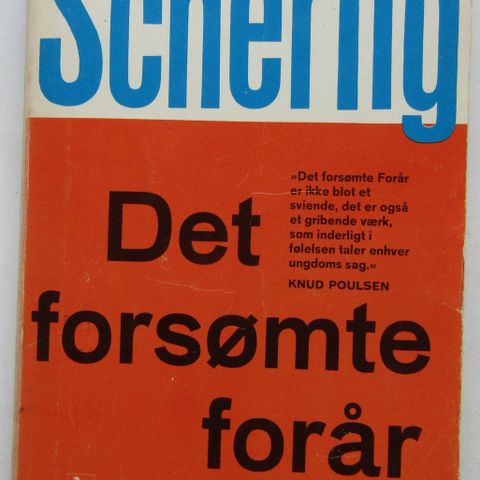 Scherfig
Det
»Det forsømte Forår
er ikke blot et
sviende, det er også
et gribende værk,
som inderligt i
følelsen taler enhver
ungdoms sag.«
KNUD POULSEN
forsømte
forår